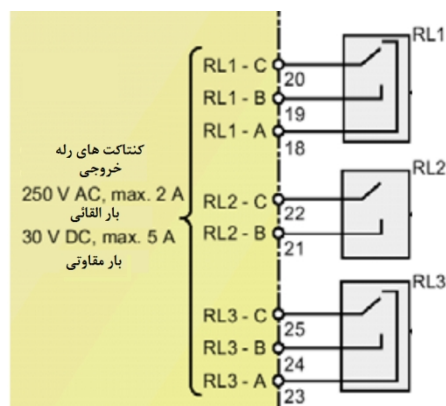 RL1
RL1 - C
20
RL1 - B
19
RL1 - A
18
کنتاکت های رله
خروجی
250 V AC, max. 2 A
بار القائی
30 V DC, max. 5 A
بار مقاوتی
RL2
RL2 - C
22
RL2 - B
21
RL3
RL3 - C
25
RL3 - B
24
RL3 - A
23